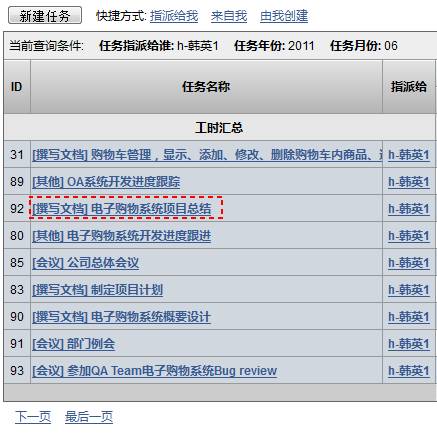 新建任务 快捷方式: 指派给我 来自我 由我创建
当前查询条件: 任务指派给谁: h-韩英1 任务年份: 2011 任务月份: 06
ID 任务名称 指派给
工时汇总
31 [撰写文档] 购物车管理，显示、添加、修改、删除购物车内商品、 h-韩英1
89 [其他] OA系统开发进度跟踪 h-韩英1
92 [撰写文档] 电子购物系统项目总结 h-韩英1
80 [其他] 电子购物系统开发进度跟进 h-韩英1
85 [会议] 公司总体会议 h-韩英1
83 [撰写文档] 制定项目计划 h-韩英1
90 [撰写文档] 电子购物系统概要设计 h-韩英1
91 [会议] 部门例会 h-韩英1
93 [会议] 参加QA Team电子购物系统Bug review h-韩英1
下一页 最后一页